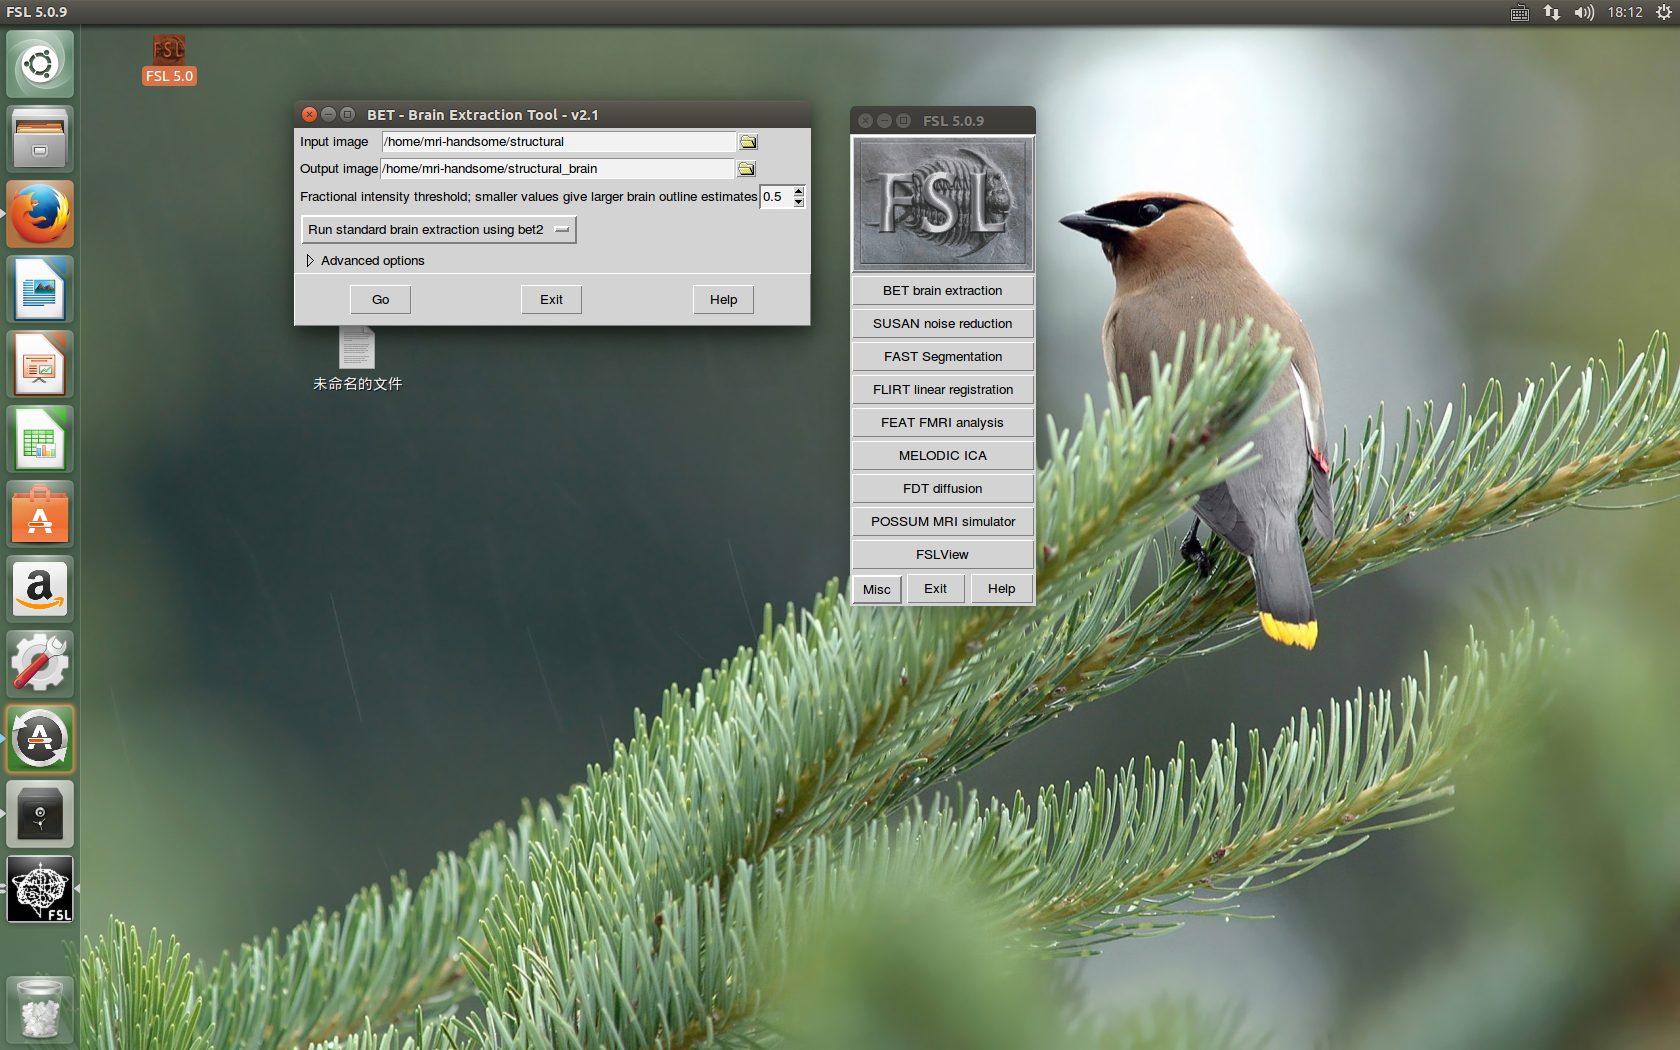 FSL 5.0.9
18:12
FSL
FSL 5.0
BET - Brain Extraction Tool - v2.1
Input image /home/mri-handsome/structural
Output image /home/mri-handsome/structural_brain
Fractional intensity threshold; smaller values give larger brain outline estimates 0.5
Run standard brain extraction using bet2
Advanced options
Go Exit Help
未命名的文件
FSL 5.0.9
FSL
BET brain extraction
SUSAN noise reduction
FAST Segmentation
FLIRT linear registration
FEAT FMRI analysis
MELODIC ICA
FDT diffusion
POSSUM MRI simulator
FSLView
Misc Exit Help
FSL